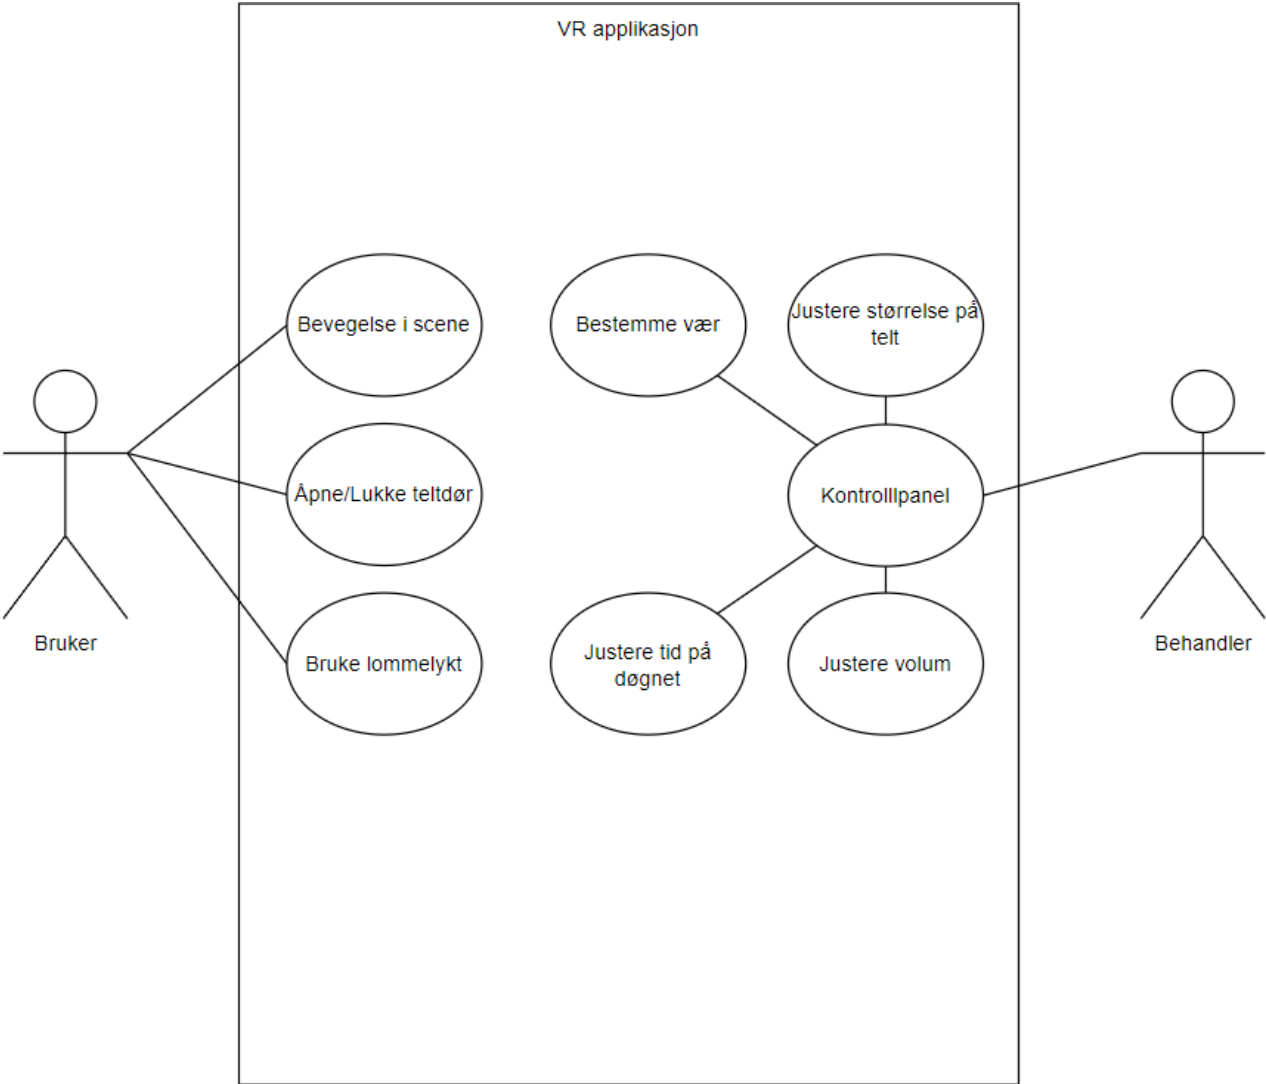 VR applikasjon
Bevegelse i scene
Bestemme vær
Justere størrelse på
telt
Åpne/Lukke teltdør
Kontrolllpanel
Bruker
Behandler
Bruke lommelykt
Justere tid på
døgnet
Justere volum